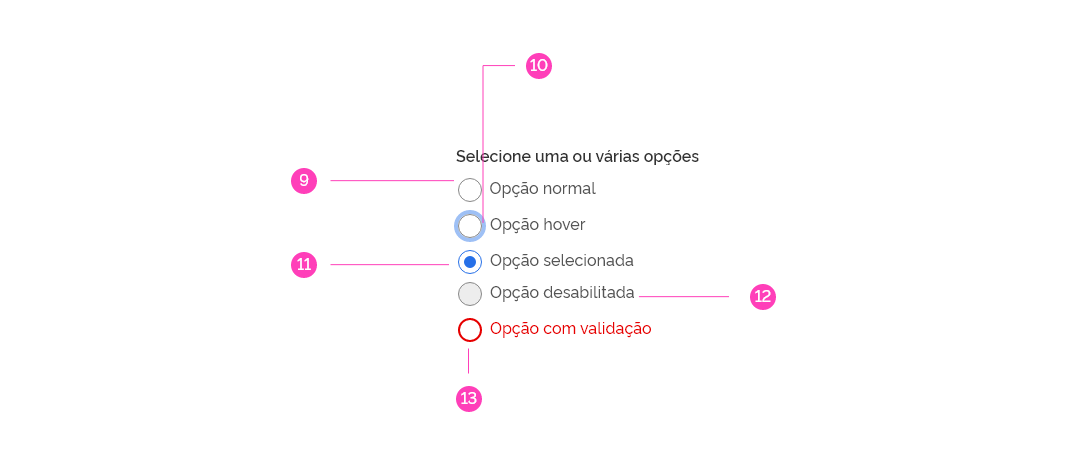 10
Selecione uma ou várias opções
9
Opção normal
Opção hover
11
Opção selecionada
Opção desabilitada
12
Opção com validação
13